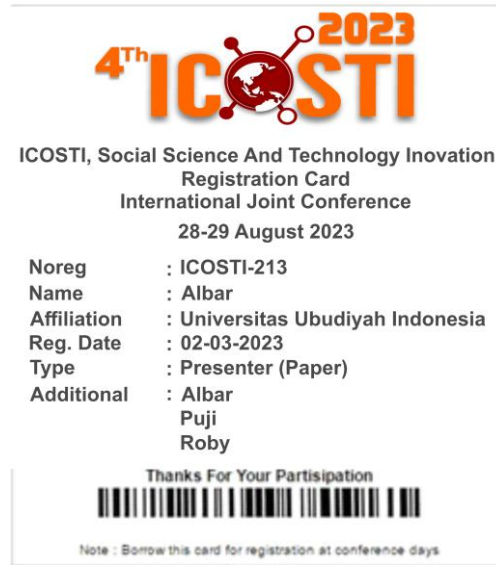 2023
4Th ICOSTI
ICOSTI, Social Science And Technology Inovation
Registration Card
International Joint Conference
28-29 August 2023
Noreg : ICOSTI-213
Name : Albar
Affiliation : Universitas Ubudiyah Indonesia
Reg. Date : 02-03-2023
Type : Presenter (Paper)
Additional : Albar
Puji
Roby
Thanks For Your Partisipation
Note : Borrow this card for registration at conference days